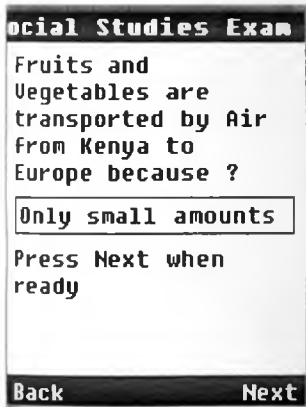 ocial Studies Exam
Fruits and
Vegetables are
transported by Air
from Kenya to
Europe because ?
Only small amounts
Press Next when
ready
Back Next